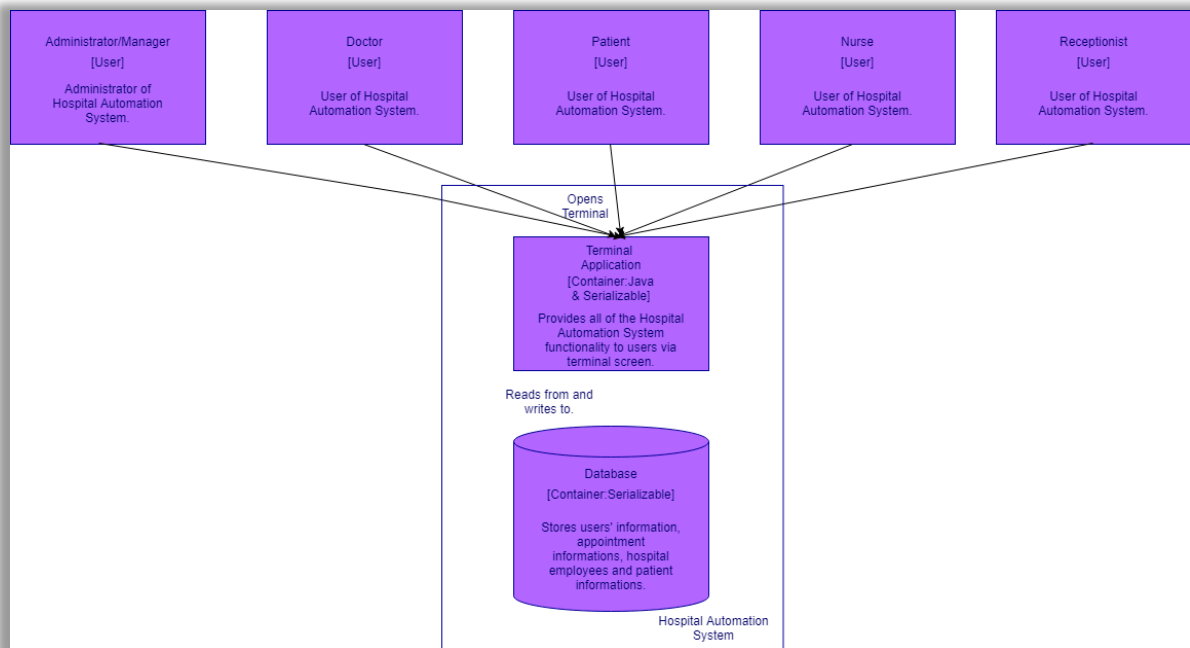 Administrator/Manager
[User]
Administrator of
Hospital Automation
System.
Doctor
[User]
User of Hospital
Automation System.
Patient
[User]
User of Hospital
Automation System.
Nurse
[User]
User of Hospital
Automation System.
Receptionist
[User]
User of Hospital
Automation System.
Opens
Terminal
Terminal
Application
[Container:Java
& Serializable]
Provides all of the Hospital
Automation System
functionality to users via
terminal screen.
Reads from and
writes to.
Database
[Container:Serializable]
Stores users' information,
appointment
informations, hospital
employees and patient
informations.
Hospital Automation
System